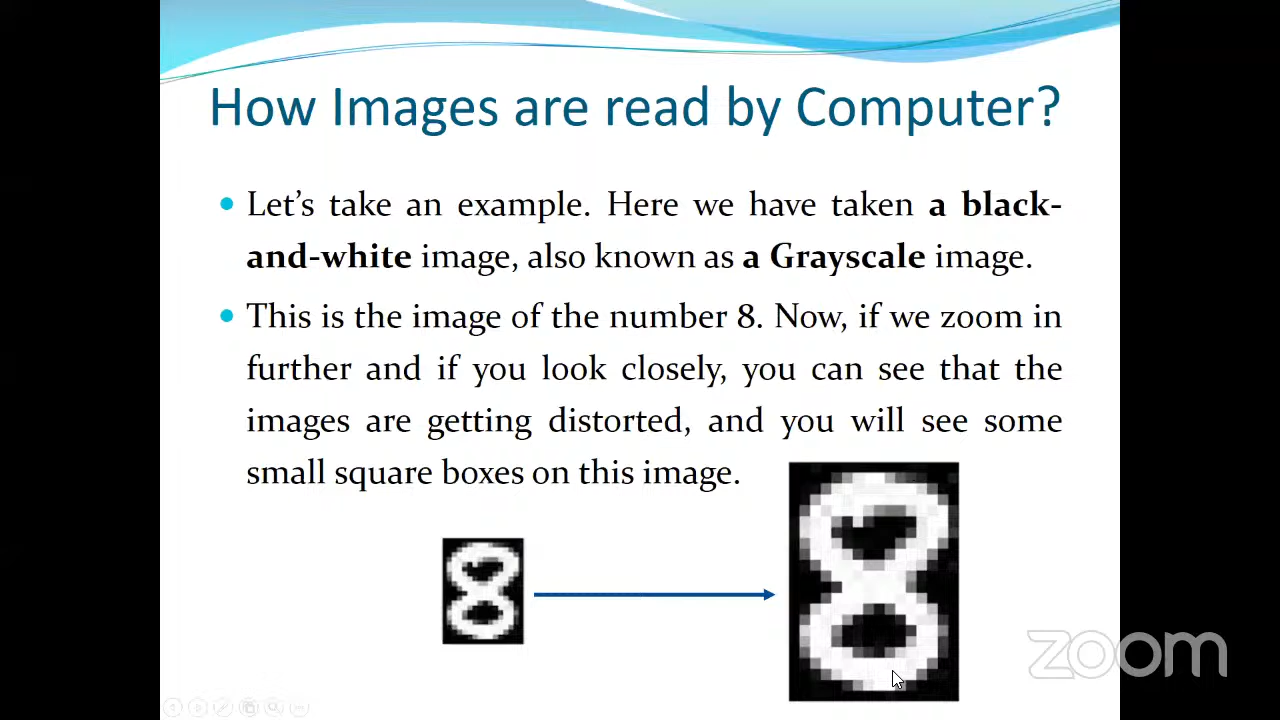 How Images are read by Computer?
• Let’s take an example. Here we have taken a black-
and-white image, also known as a Grayscale image.
• This is the image of the number 8. Now, if we zoom in
further and if you look closely, you can see that the
images are getting distorted, and you will see some
small square boxes on this image.
8
8
zoom